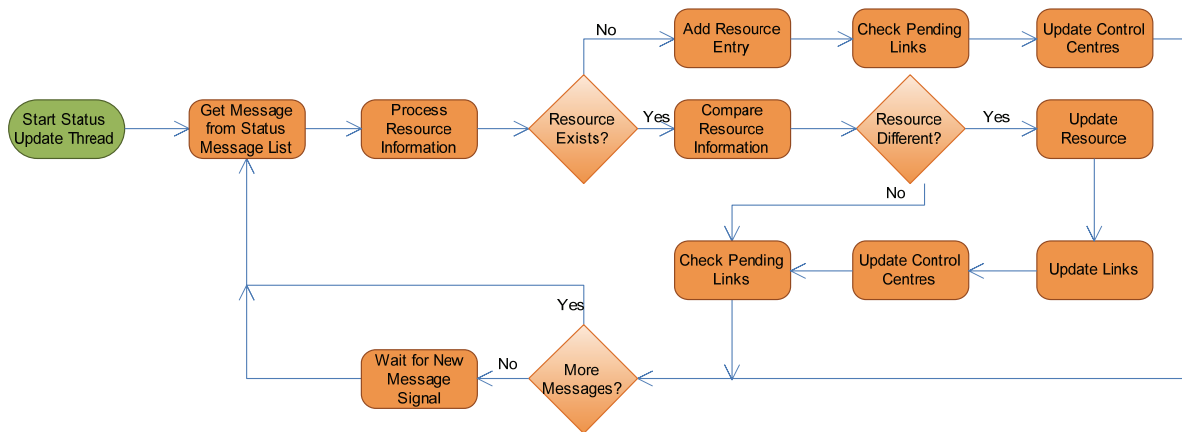 Start Status
Update Thread
Get Message
from Status
Message List
Process
Resource
Information
Resource
Exists?
No
Add Resource
Entry
Check Pending
Links
Update Control
Centres
Yes
Compare
Resource
Information
Resource
Different?
Yes
Update
Resource
No
Update Links
Update Control
Centres
Check Pending
Links
More
Messages?
Yes
No
Wait for New
Message
Signal